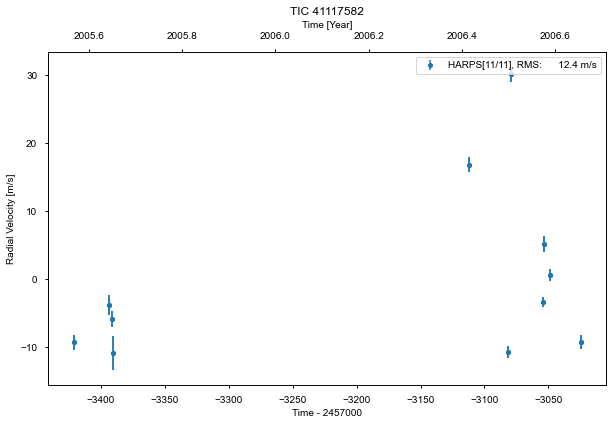 TIC 41117582
Time [Year]
2005.6 2005.8 2006.0 2006.2 2006.4 2006.6
HARPS[11/11], RMS: 12.4 m/s
30
20
10
0
−10
Radial Velocity [m/s]
−3400 −3350 −3300 −3250 −3200 −3150 −3100 −3050
Time - 2457000